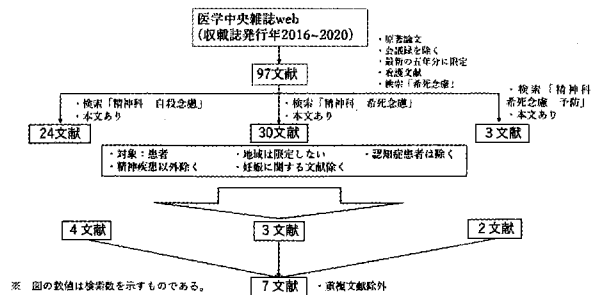 医学中央雑誌web
(収載誌発行年2016~2020)
・原著論文
・会議録を除く
・最新の五年分に限定
・看護文献
・検索「希死念慮」
97文献
・検索「精神科 自殺念慮」
・本文あり
・検索「精神科 希死念慮」
・本文あり
・検索「精神科
希死念慮 予防」
・本文あり
24文献
30文献
3文献
・対象：患者 ・地域は限定しない ・認知症患者は除く
・精神疾患以外除く ・妊娠に関する文献除く
4文献
3文献
2文献
7文献
・重複文献除外
※ 図の数値は検索数を示すものである。